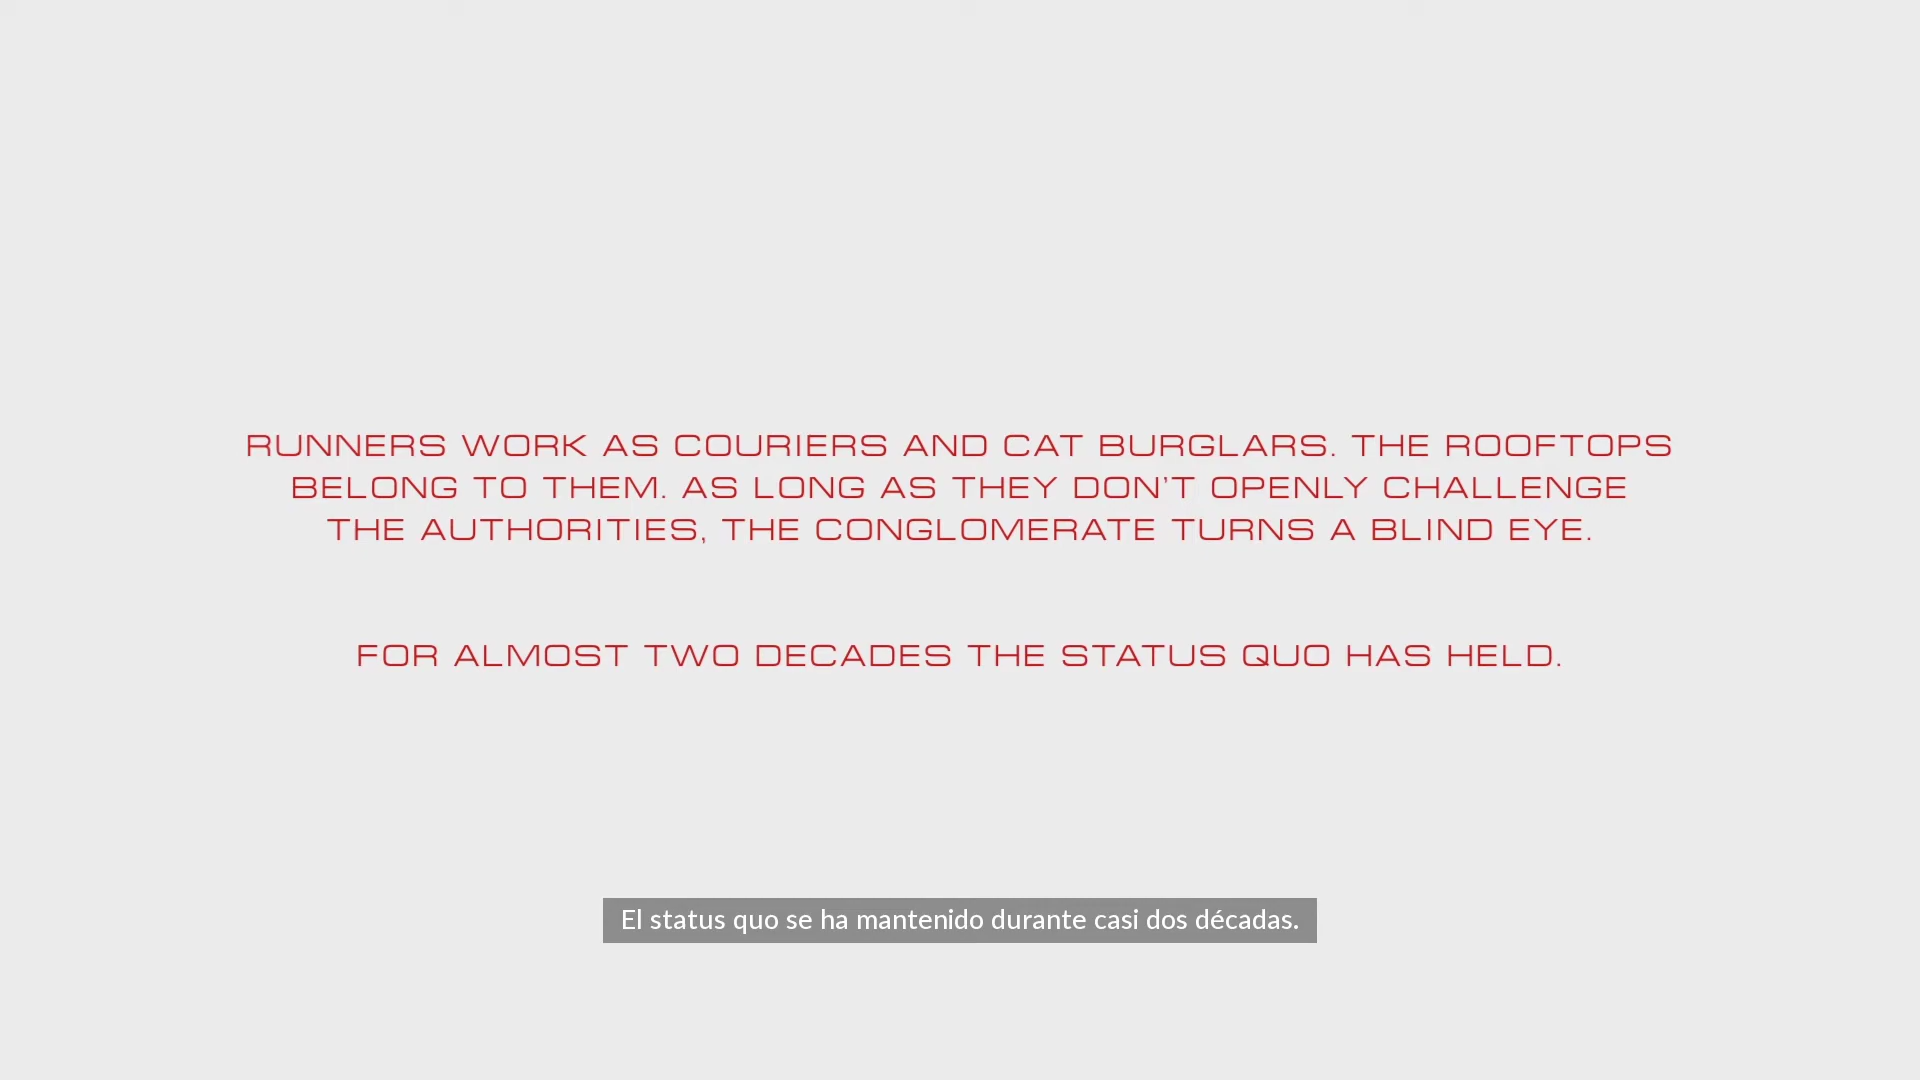 RUNNERS WORK AS COURIERS AND CAT BURGLARS. THE ROOFTOPS
BELONG TO THEM. AS LONG AS THEY DON'T OPENLY CHALLENGE
THE AUTHORITIES, THE CONGLOMERATE TURNS A BLIND EYE.
FOR ALMOST TWO DECADES THE STATUS QUO HAS HELD.
El status quo se ha mantenido durante casi dos décadas.